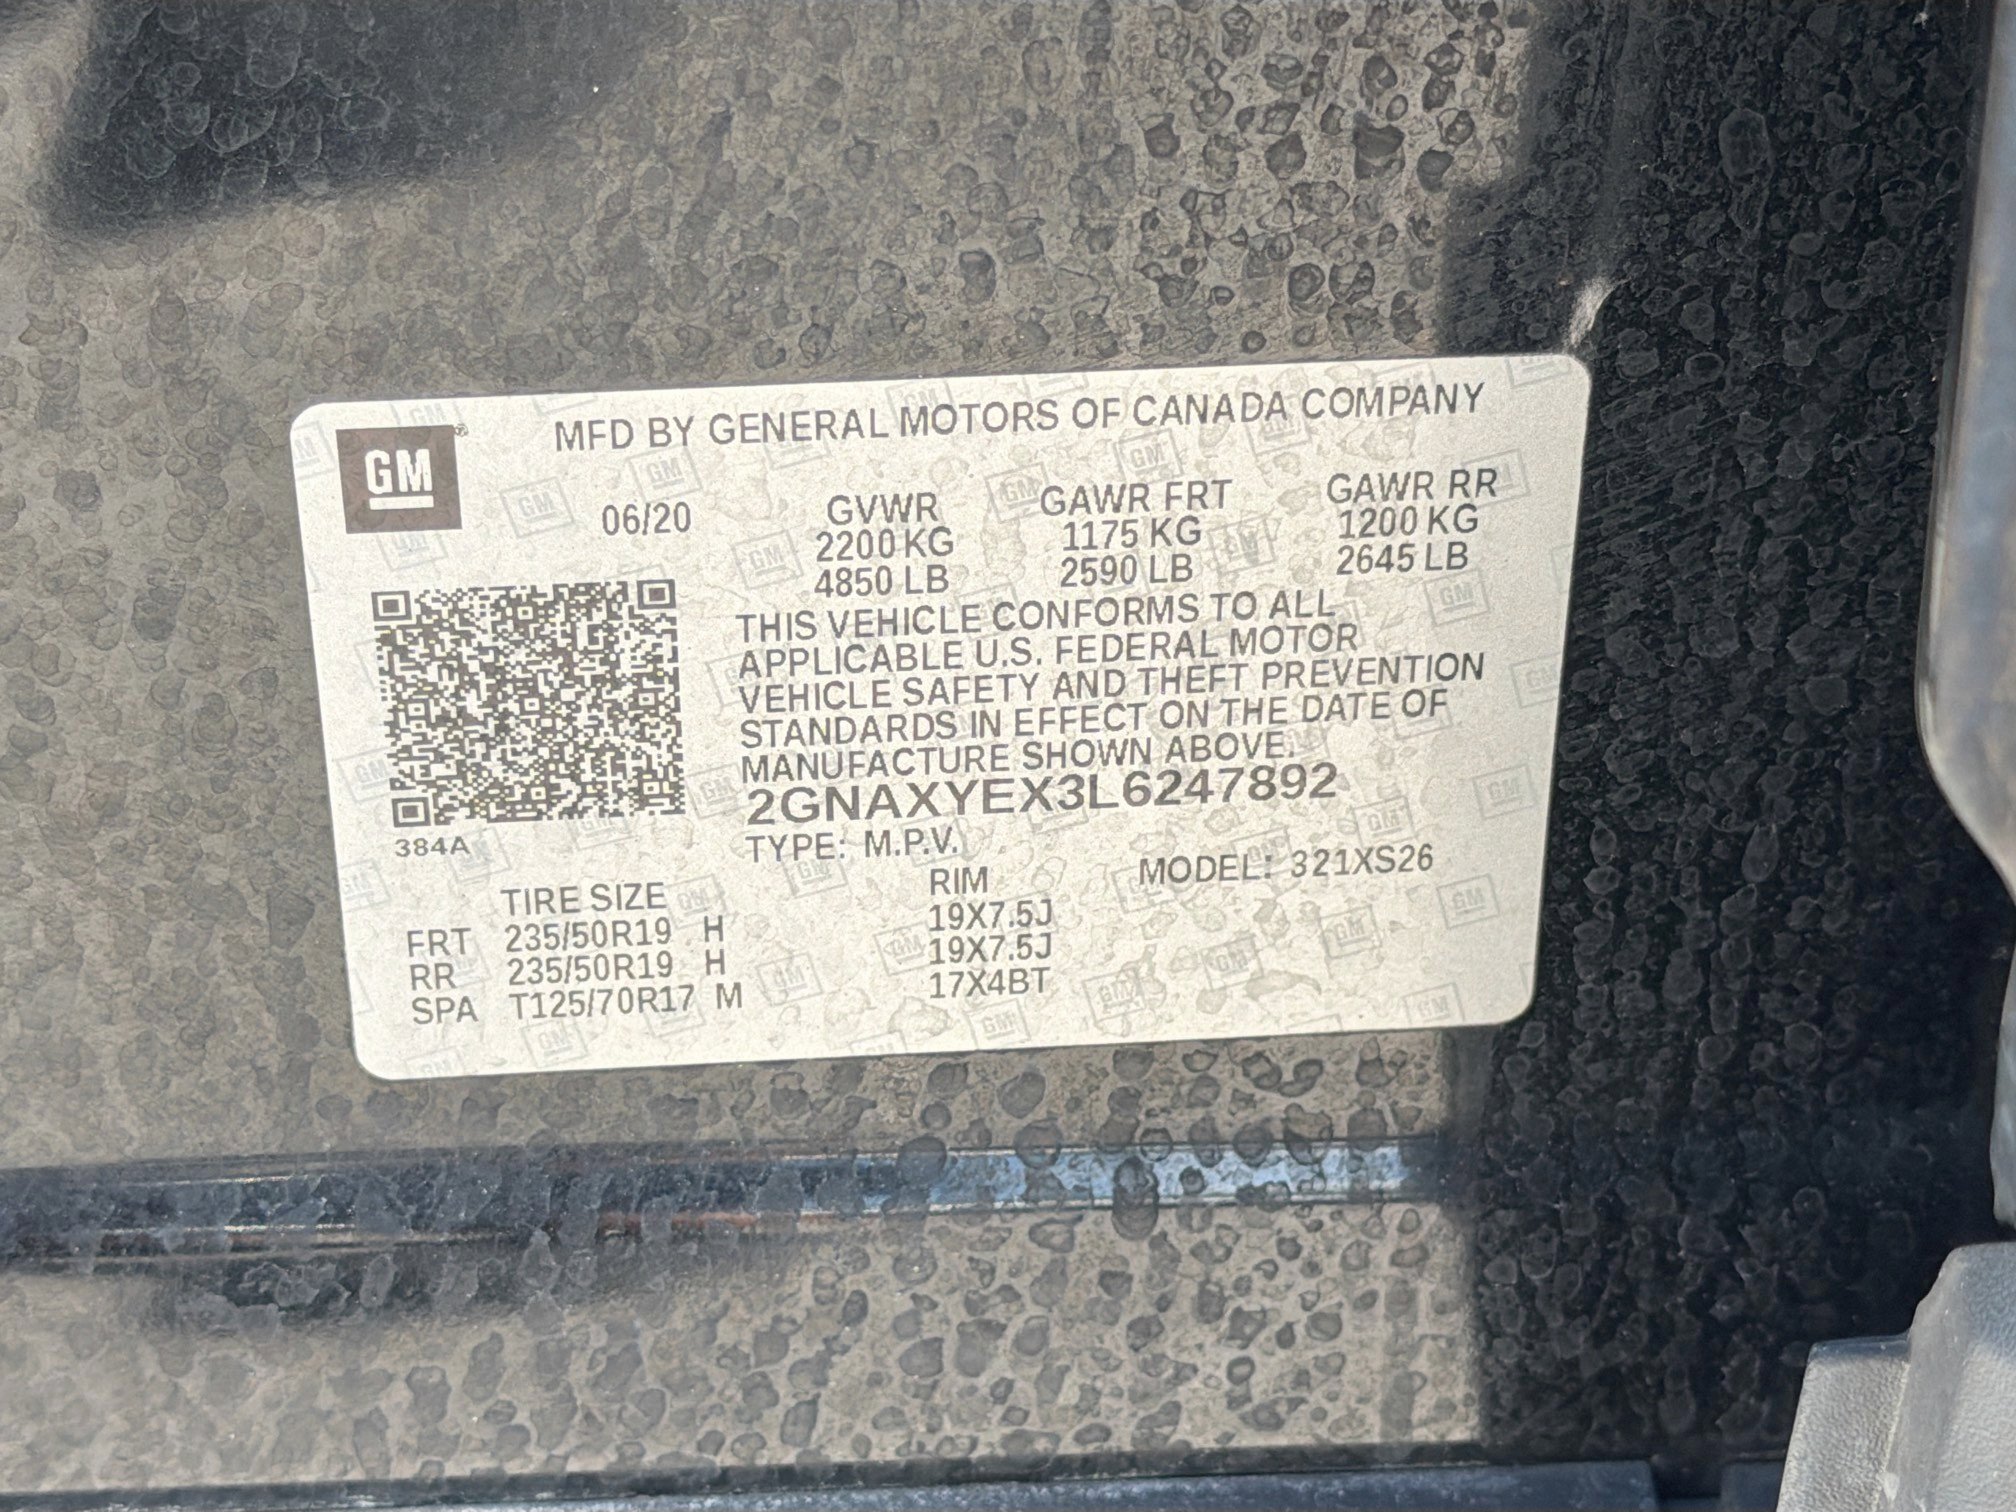 MFD BY GENERAL MOTORS OF CANADA COMPANY
GM
06/20 GVWR GAWR FRT GAWR RR
2200 KG 1175 KG 1200 KG
4850 LB 2590 LB 2645 LB
THIS VEHICLE CONFORMS TO ALL
APPLICABLE U.S. FEDERAL MOTOR
VEHICLE SAFETY AND THEFT PREVENTION
STANDARDS IN EFFECT ON THE DATE OF
MANUFACTURE SHOWN ABOVE.
2GNAXYEX3L6247892
384A
TYPE: M.P.V. MODEL: 321XS26
TIRE SIZE RIM
FRT 235/50R19 H 19X7.5J
RR 235/50R19 H 19X7.5J
SPA T125/70R17 M 17X4BT